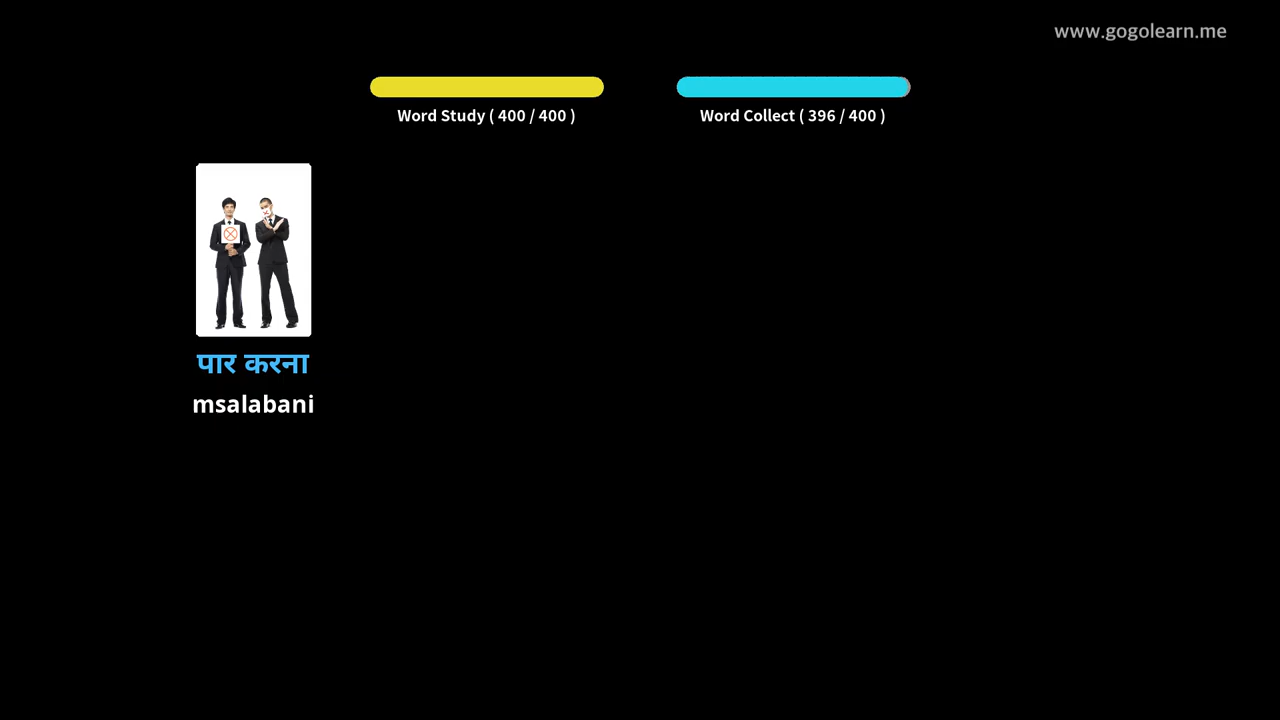 www.gogolearn.me
Word Study ( 400 / 400 )
Word Collect ( 396 / 400 )
पार करना
msalabani